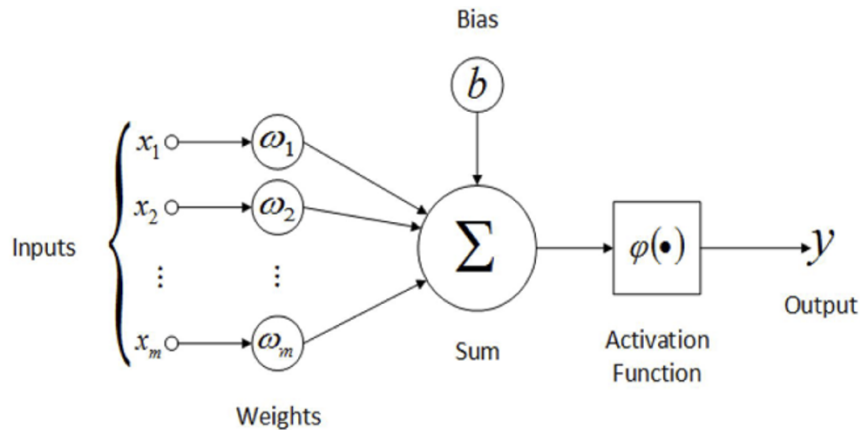 Bias
b
x₁ ω₁
x₂ ω₂
Inputs
⋮ ⋮
Σ
φ(•)
y
Output
xₘ ωₘ
Sum
Activation
Function
Weights